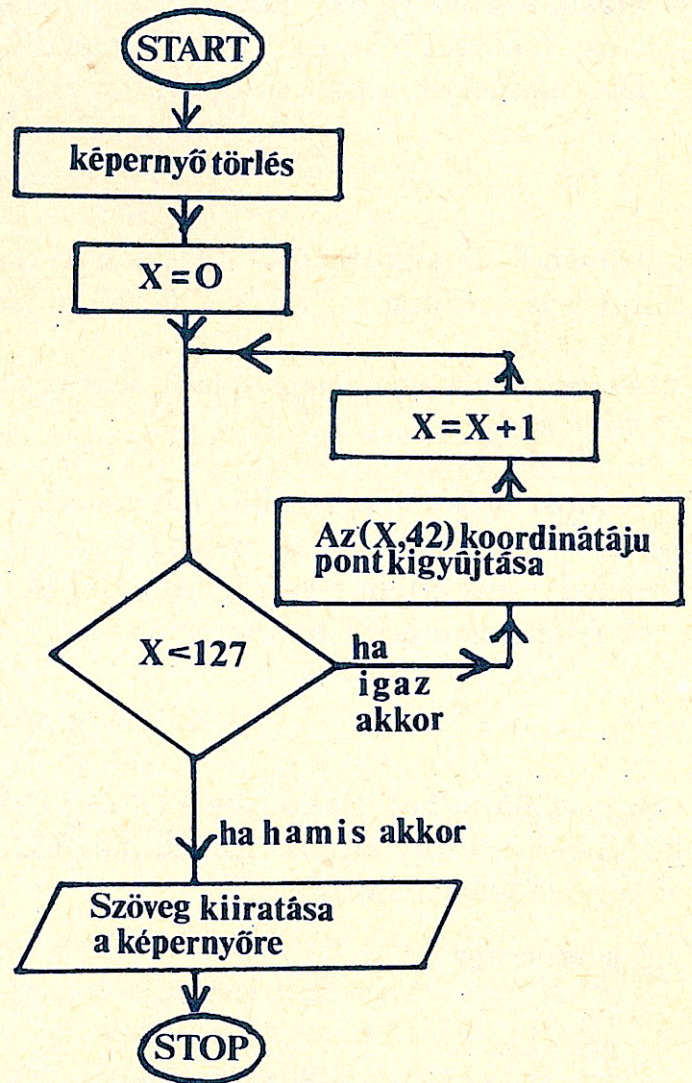 START
képernyő törlés
X=O
X=X+1
Az(X,42) koordinátáju
pont kigyûjtása
X<127
ha
igaz
akkor
ha hamis akkor
Szöveg kiiratása
a képernyőre
STOP